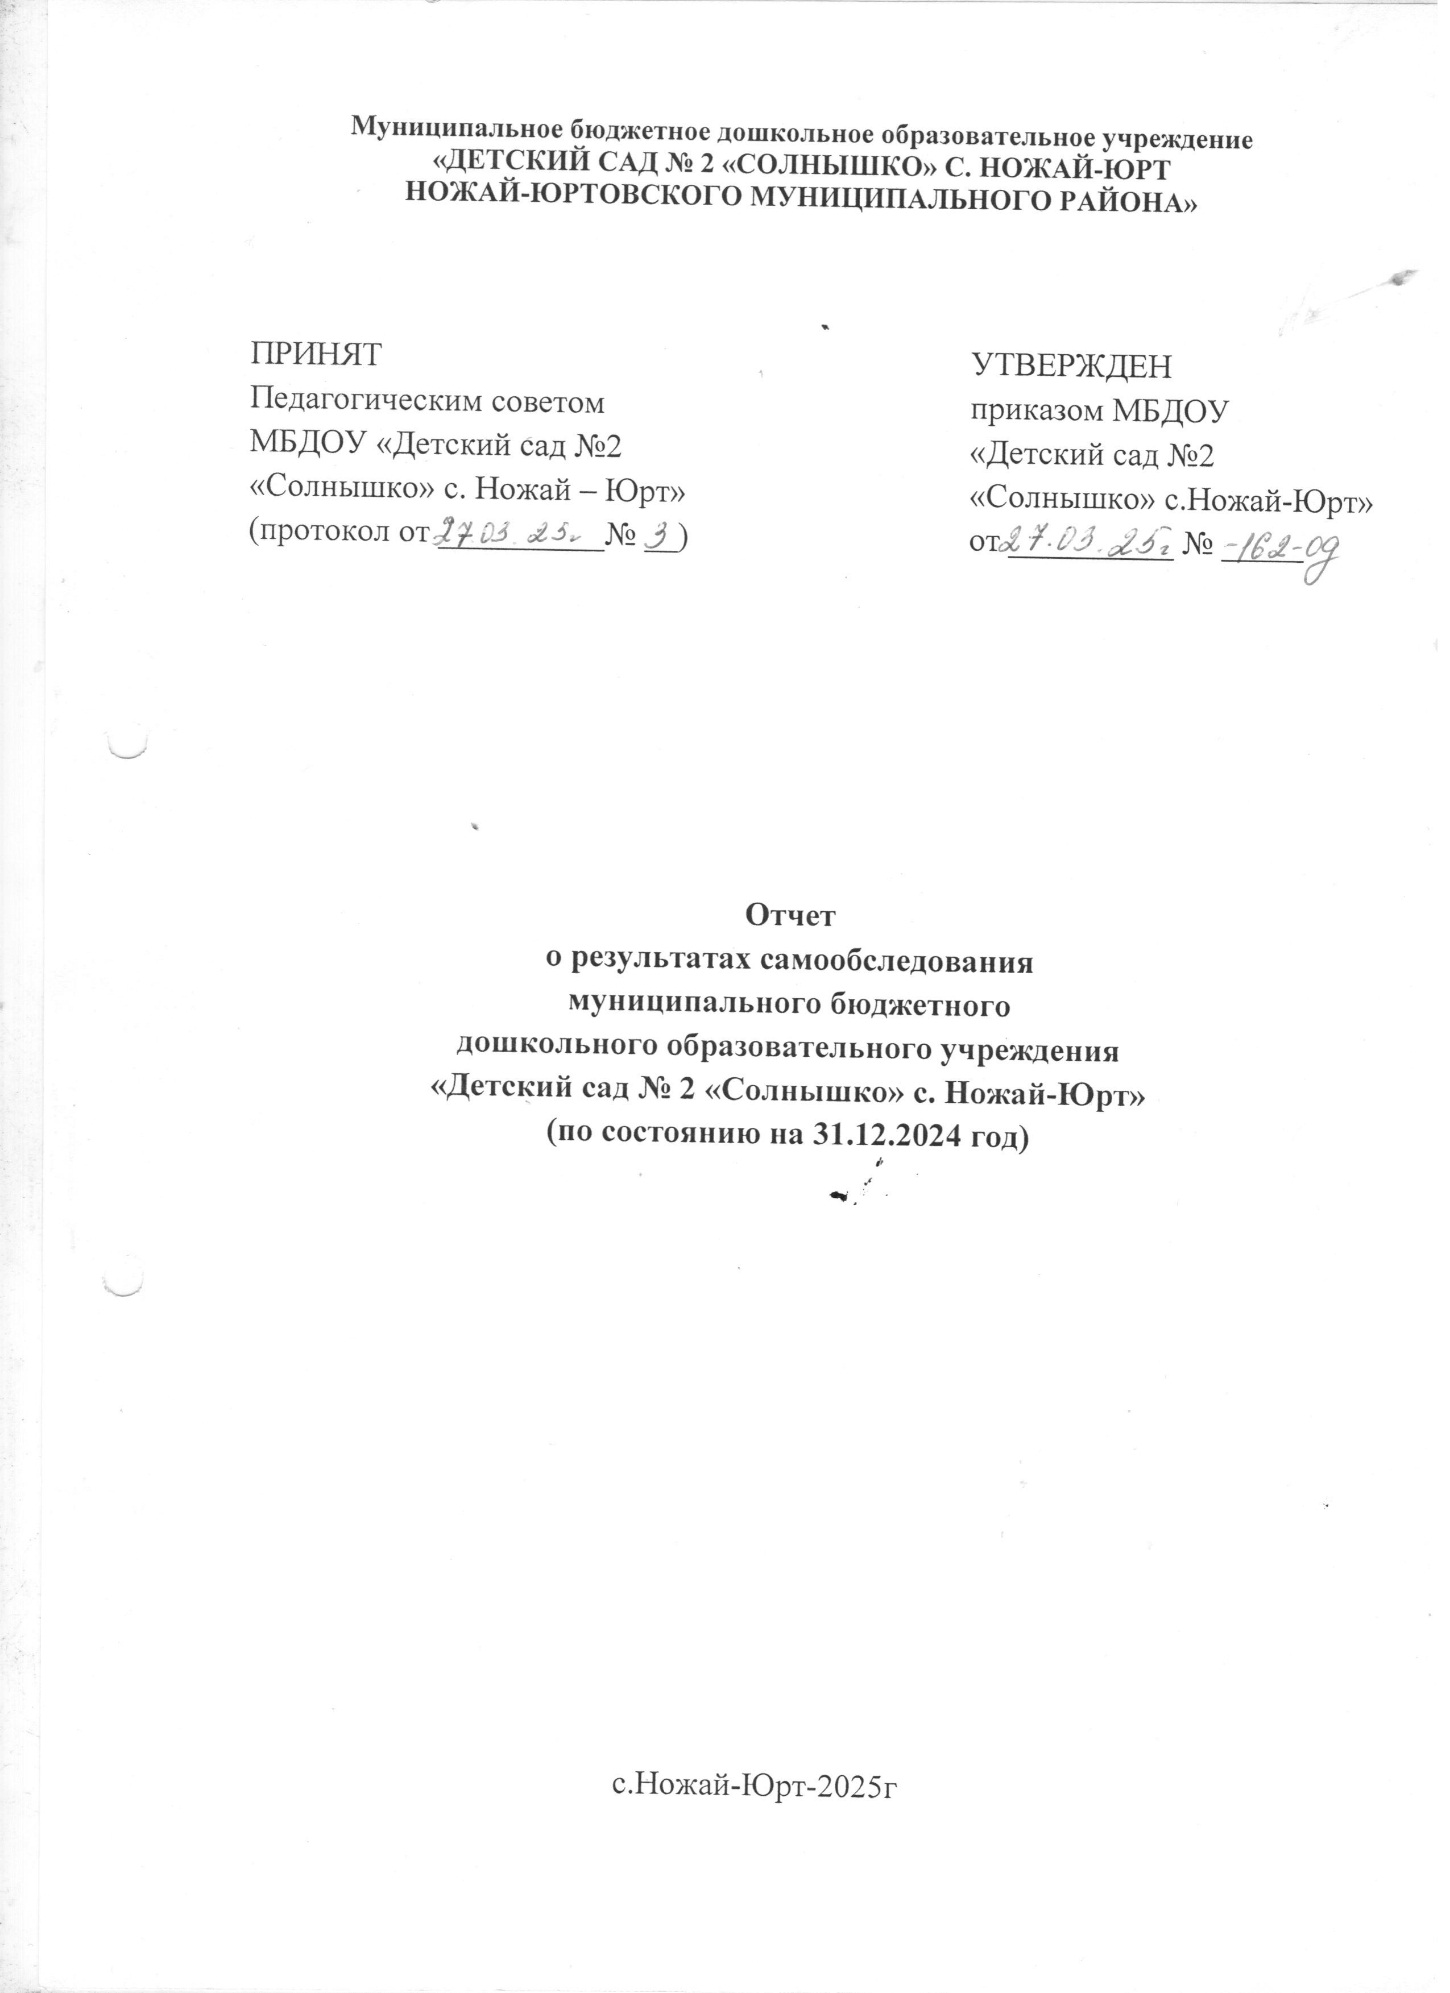 Муниципальное бюджетное дошкольное образовательное учреждение
«ДЕТСКИЙ САД № 2 «СОЛНЫШКО» С. НОЖАЙ-ЮРТ
НОЖАЙ-ЮРТОВСКОГО МУНИЦИПАЛЬНОГО РАЙОНА»
ПРИНЯТ
Педагогическим советом
МБДОУ «Детский сад №2
«Солнышко» с. Ножай – Юрт»
(протокол от 27.03. 25г № 3)
УТВЕРЖДЕН
приказом МБДОУ
«Детский сад №2
«Солнышко» с.Ножай-Юрт»
от 27.03.25г № -162-од
Отчет
о результатах самообследования
муниципального бюджетного
дошкольного образовательного учреждения
«Детский сад № 2 «Солнышко» с. Ножай-Юрт»
(по состоянию на 31.12.2024 год)
с.Ножай-Юрт-2025г